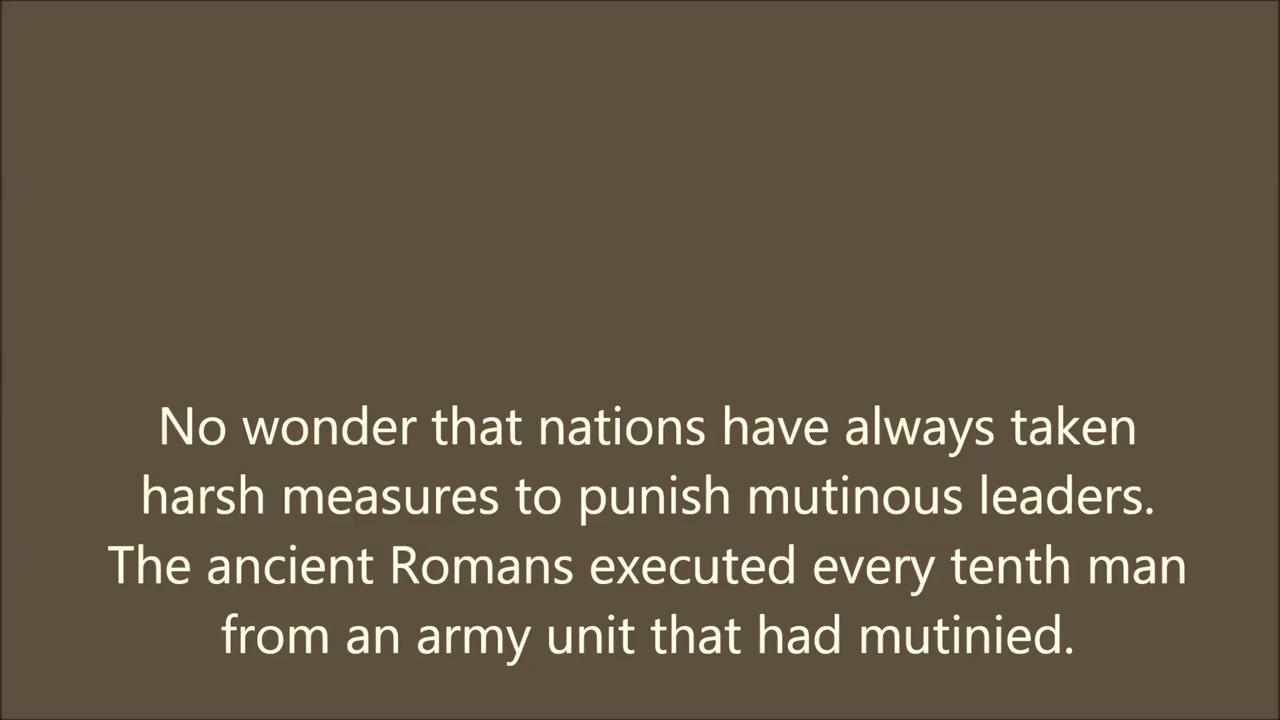 No wonder that nations have always taken
harsh measures to punish mutinous leaders.
The ancient Romans executed every tenth man
from an army unit that had mutinied.